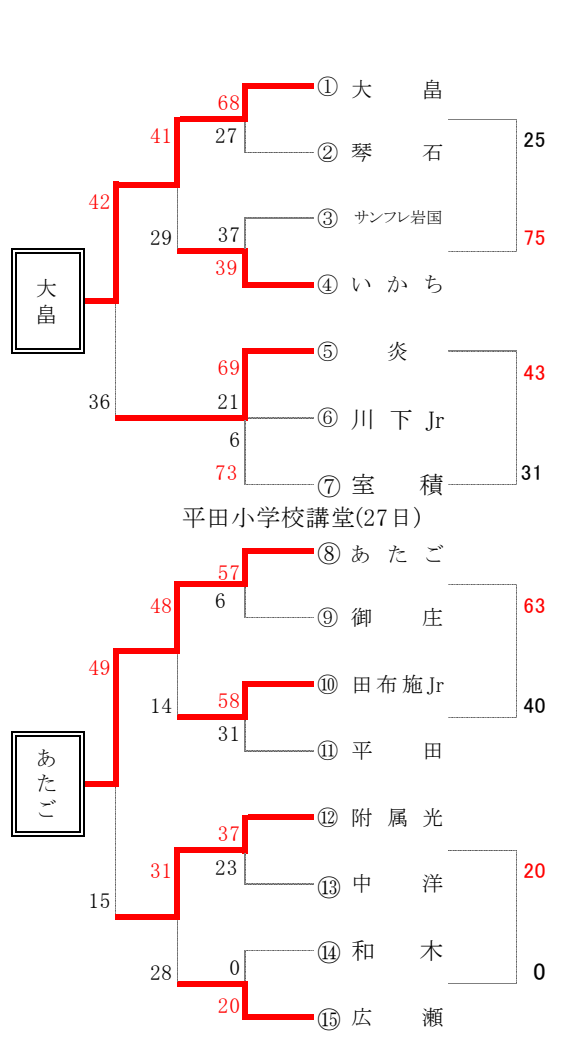 68 ① 大 畠
41 27 25
② 琴 石
42
29 37 ③ サンフレ岩国 75
39
④ い か ち
大畠
69 ⑤ 炎 43
36 21
⑥ 川 下 Jr
6
73 31
⑦ 室 積
平田小学校講堂(27日)
⑧ あ た ご
57
48 6 63
⑨ 御 庄
49
58 ⑩ 田布施Jr
14 40
31
⑪ 平 田
あたご
⑫ 附 属 光
37
31 23 20
⑬ 中 洋
15
⑭ 和 木
28 0 0
20
⑮ 広 瀬